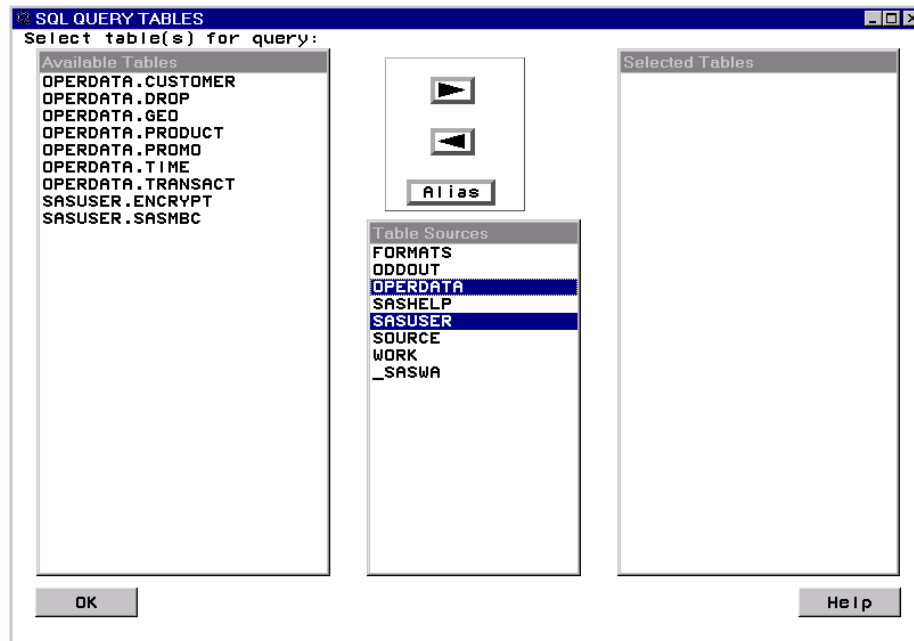 SQL QUERY TABLES
Select table(s) for query:
Available Tables
OPERDATA.CUSTOMER
OPERDATA.DROP
OPERDATA.GEO
OPERDATA.PRODUCT
OPERDATA.PROMO
OPERDATA.TIME
OPERDATA.TRANSACT
SASUSER.ENCRYPT
SASUSER.SASMBC
Alias
Table Sources
FORMATS
ODDOUT
OPERDATA
SASHELP
SASUSER
SOURCE
WORK
_SASWA
Selected Tables
OK
Help